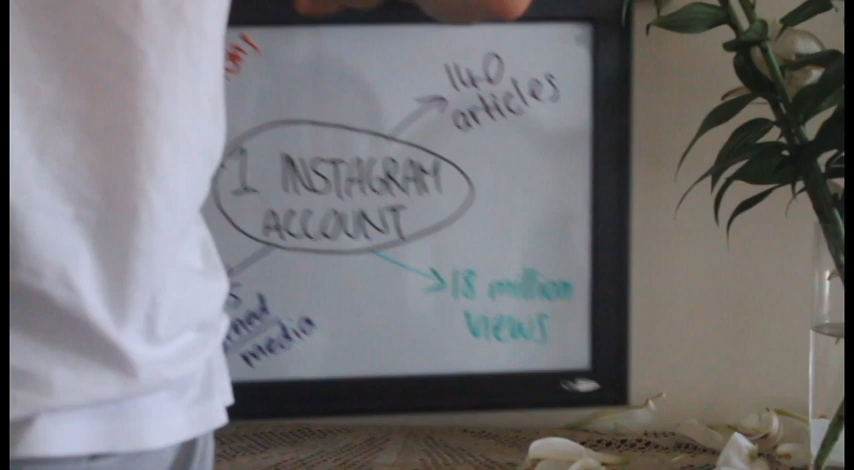 140
articles
1 INSTAGRAM
ACCOUNT
18 million
views
media